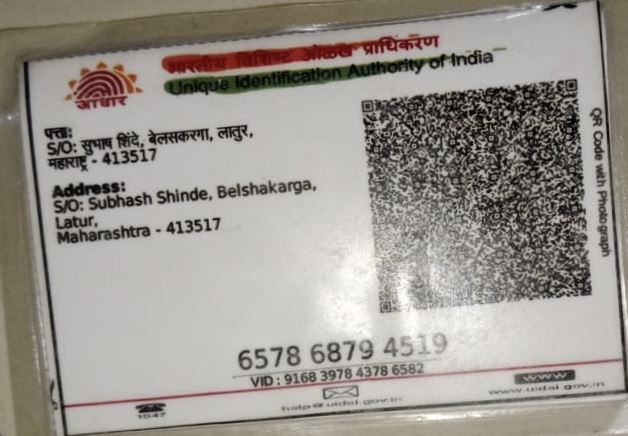 भारतीय विशिष्ट ओळख प्राधिकरण
Unique Identification Authority of India
आधार
पत्ता:
S/O: सुभाष शिंदे, बेलसकरगा, लातुर,
महाराष्ट्र - 413517
Address:
S/O: Subhash Shinde, Belshakarga,
Latur,
Maharashtra - 413517
QR Code with Photograph
6578 6879 4519
VID : 9168 3978 4378 6582
1947
help@uidai.gov.in
www
www.uidai.gov.in